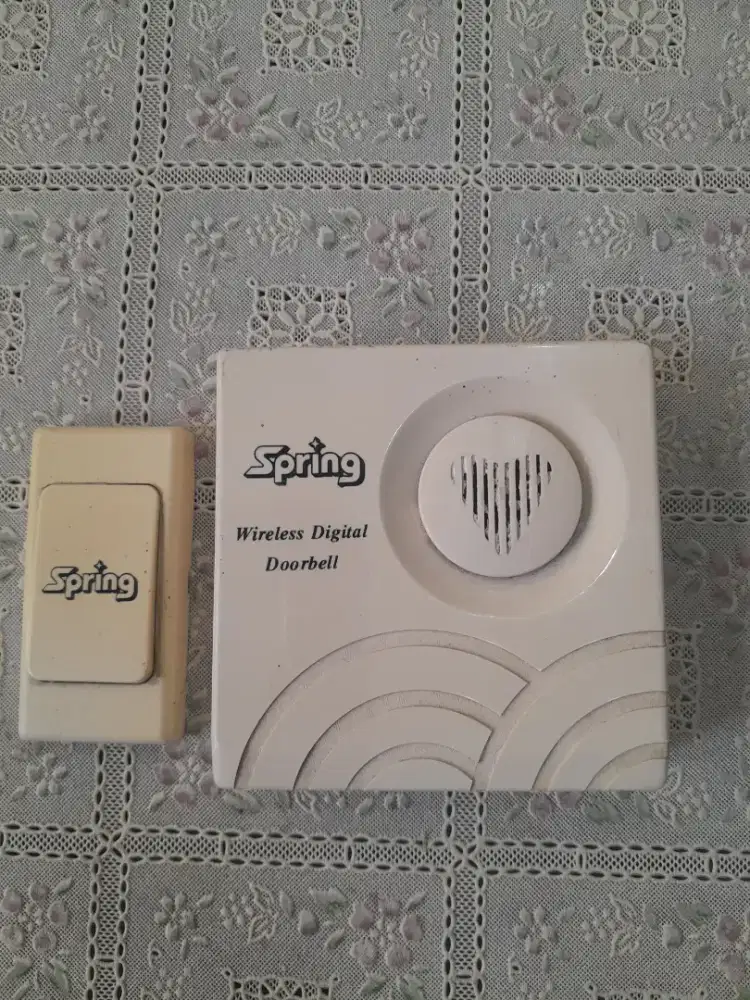 Spring
Spring
Wireless Digital
Doorbell